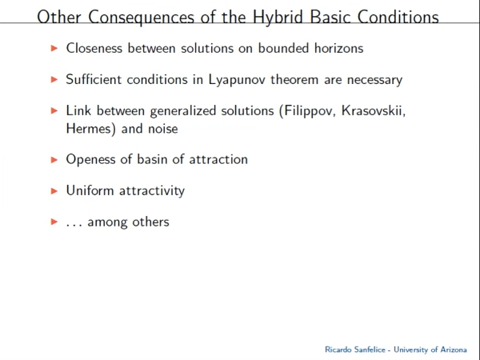 Other Consequences of the Hybrid Basic Conditions
► Closeness between solutions on bounded horizons
► Sufficient conditions in Lyapunov theorem are necessary
► Link between generalized solutions (Filippov, Krasovskii,
Hermes) and noise
► Openess of basin of attraction
► Uniform attractivity
► ... among others
Ricardo Sanfelice - University of Arizona